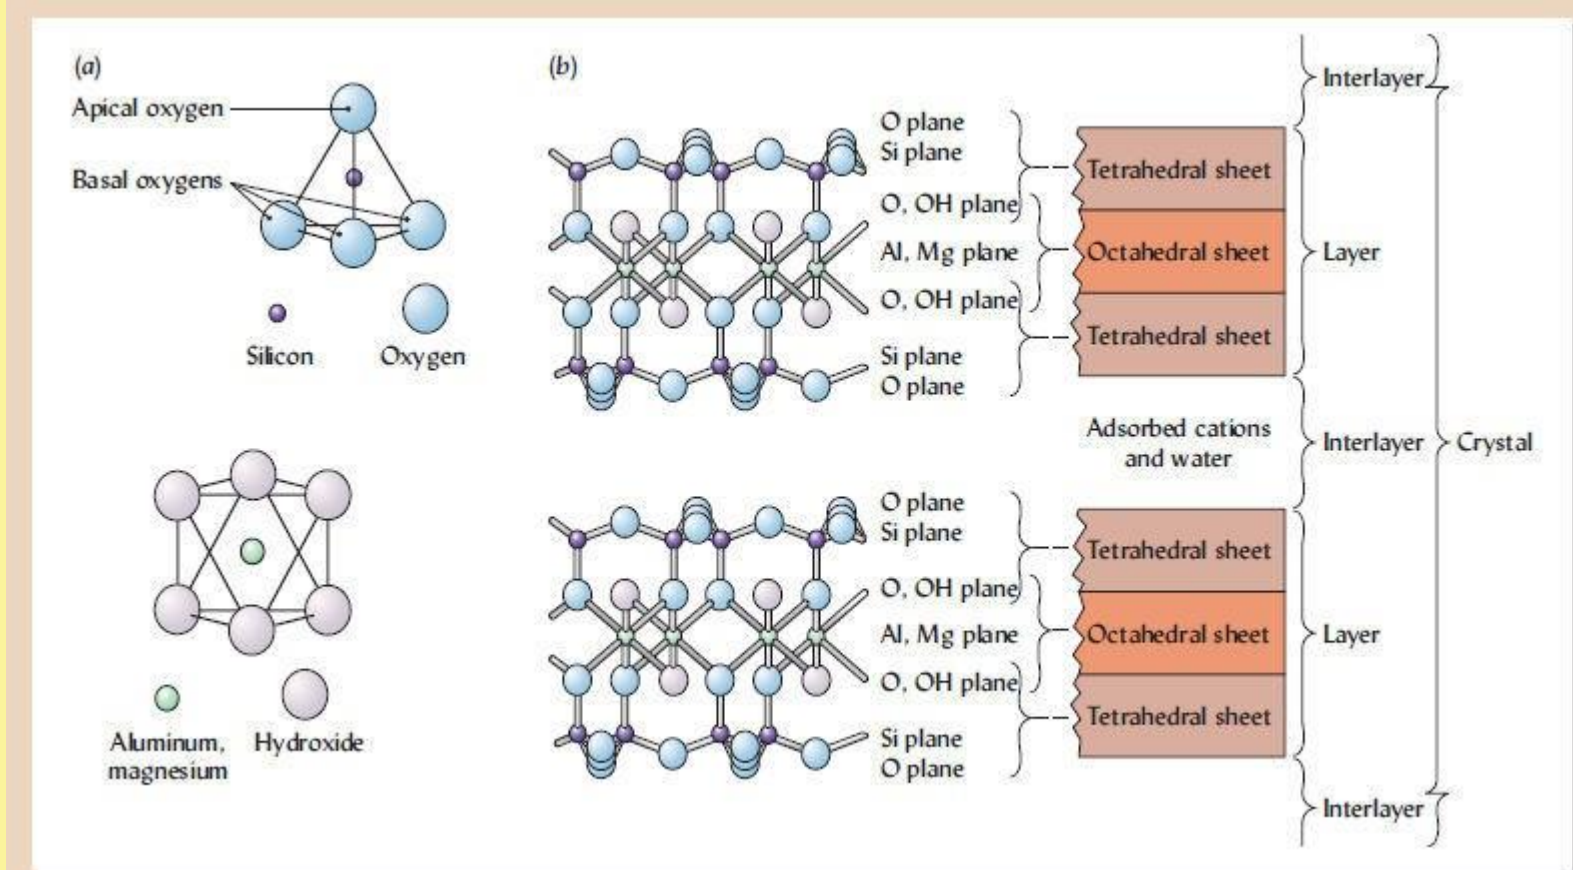 (a)
Apical oxygen
Basal oxygens
Silicon
Oxygen
Aluminum,
magnesium
Hydroxide
(b)
O plane
Si plane
O, OH plane
Al, Mg plane
O, OH plane
Si plane
O plane
Tetrahedral sheet
Octahedral sheet
Tetrahedral sheet
Interlayer
Layer
Adsorbed cations
and water
Interlayer
Crystal
O plane
Si plane
O, OH plane
Al, Mg plane
O, OH plane
Si plane
O plane
Tetrahedral sheet
Octahedral sheet
Tetrahedral sheet
Layer
Interlayer